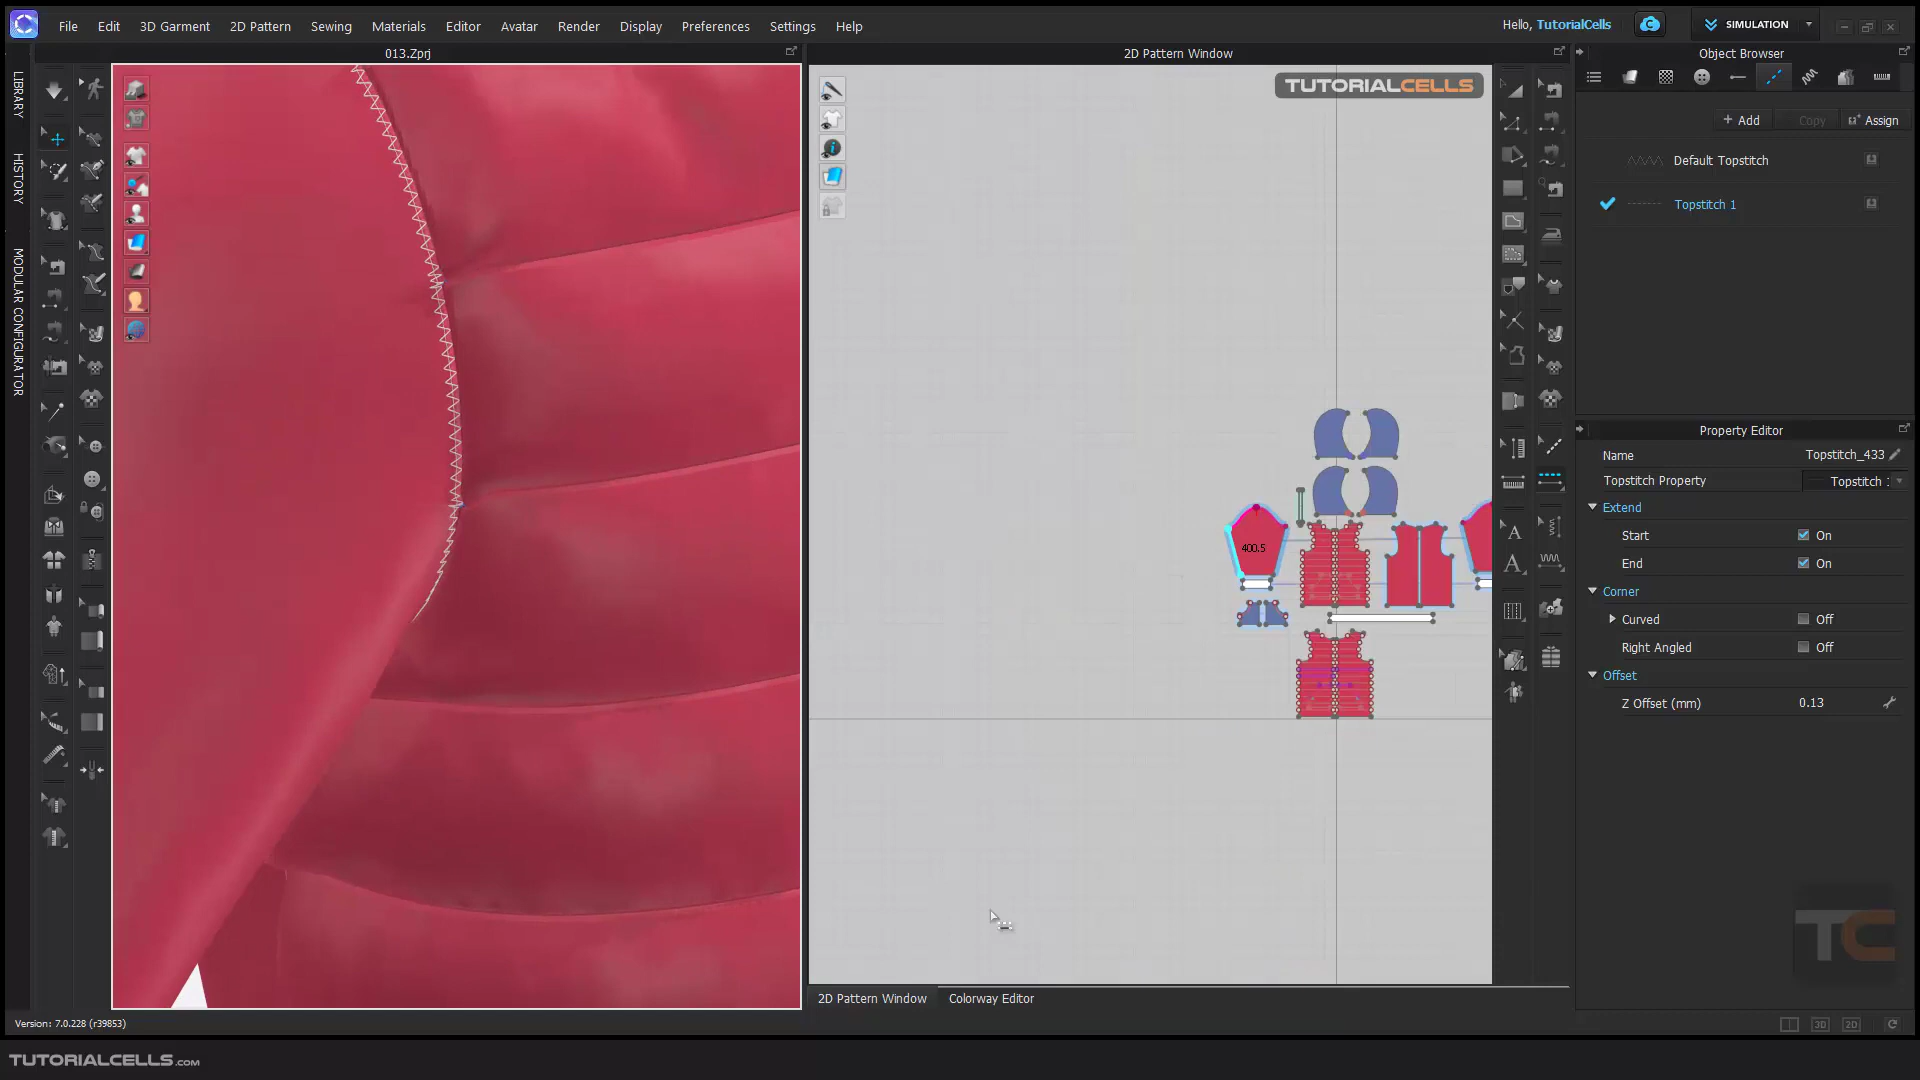 File Edit 3D Garment 2D Pattern Sewing Materials Editor Avatar Render Display Preferences Settings Help
Hello, TutorialCells
SIMULATION
013.Zprj
2D Pattern Window
Object Browser
LIBRARY
HISTORY
MODULAR CONFIGURATOR
TUTORIALCELLS
+ Add
Copy
Assign
Default Topstitch
Topstitch 1
Property Editor
Name Topstitch_433
Topstitch Property Topstitch
Extend
Start On
End On
Corner
Curved Off
Right Angled Off
Offset
Z Offset (mm) 0.13
400.5
A
A
TC
2D Pattern Window Colorway Editor
Version: 7.0.228 (r39853)
3D
2D
TUTORIALCELLS.com